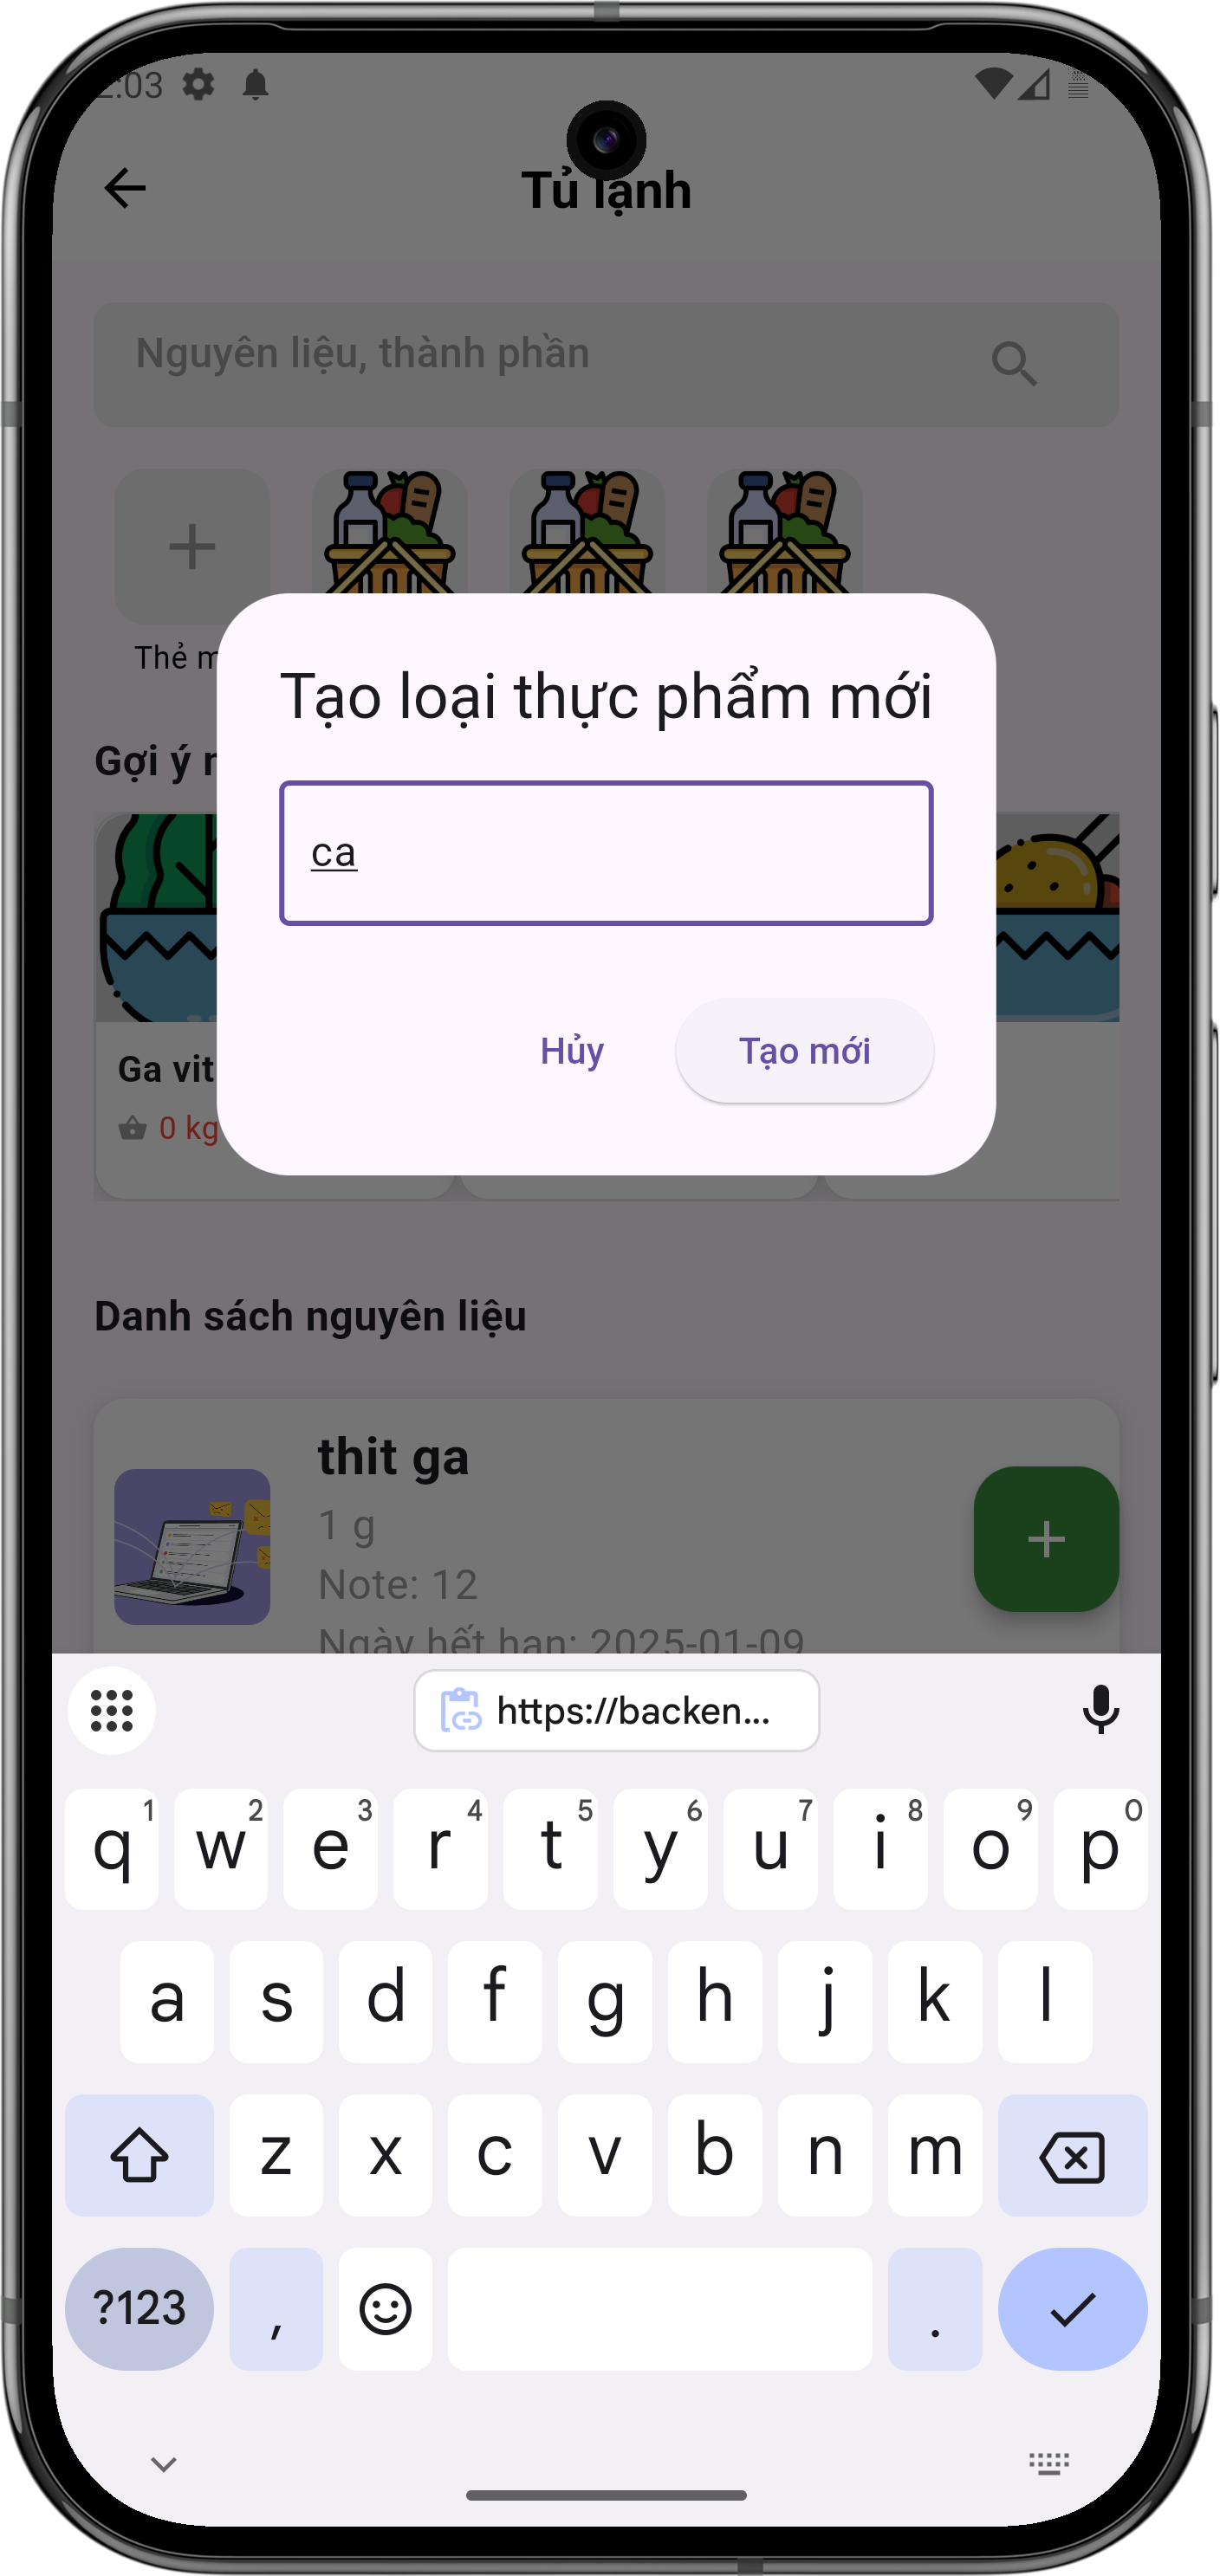 :03
Tủ lạnh
Nguyên liệu, thành phần
Thẻ m
Gợi ý
Tạo loại thực phẩm mới
ca
Hủy
Tạo mới
Ga vit
0 kg
Danh sách nguyên liệu
thit ga
1 g
Note: 12
Ngày hết hạn: 2025-01-09
https://backen...
q 1 w 2 e 3 r 4 t 5 y 6 u 7 i 8 o 9 p 0
a s d f g h j k l
z x c v b n m
?123 , .